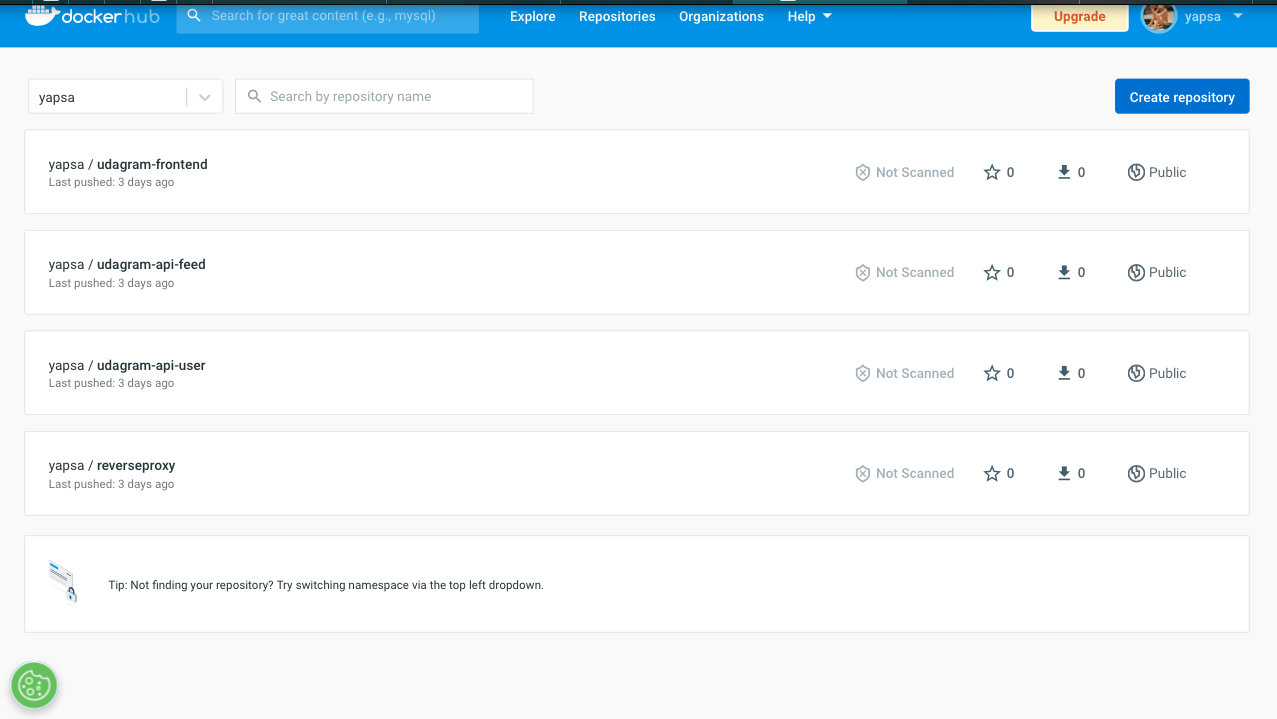 dockerhub
Search for great content (e.g., mysql)
Explore
Repositories
Organizations
Help
Upgrade
yapsa
yapsa
Search by repository name
Create repository
yapsa / udagram-frontend
Last pushed: 3 days ago
Not Scanned
0
0
Public
yapsa / udagram-api-feed
Last pushed: 3 days ago
Not Scanned
0
0
Public
yapsa / udagram-api-user
Last pushed: 3 days ago
Not Scanned
0
0
Public
yapsa / reverseproxy
Last pushed: 3 days ago
Not Scanned
0
0
Public
Tip: Not finding your repository? Try switching namespace via the top left dropdown.